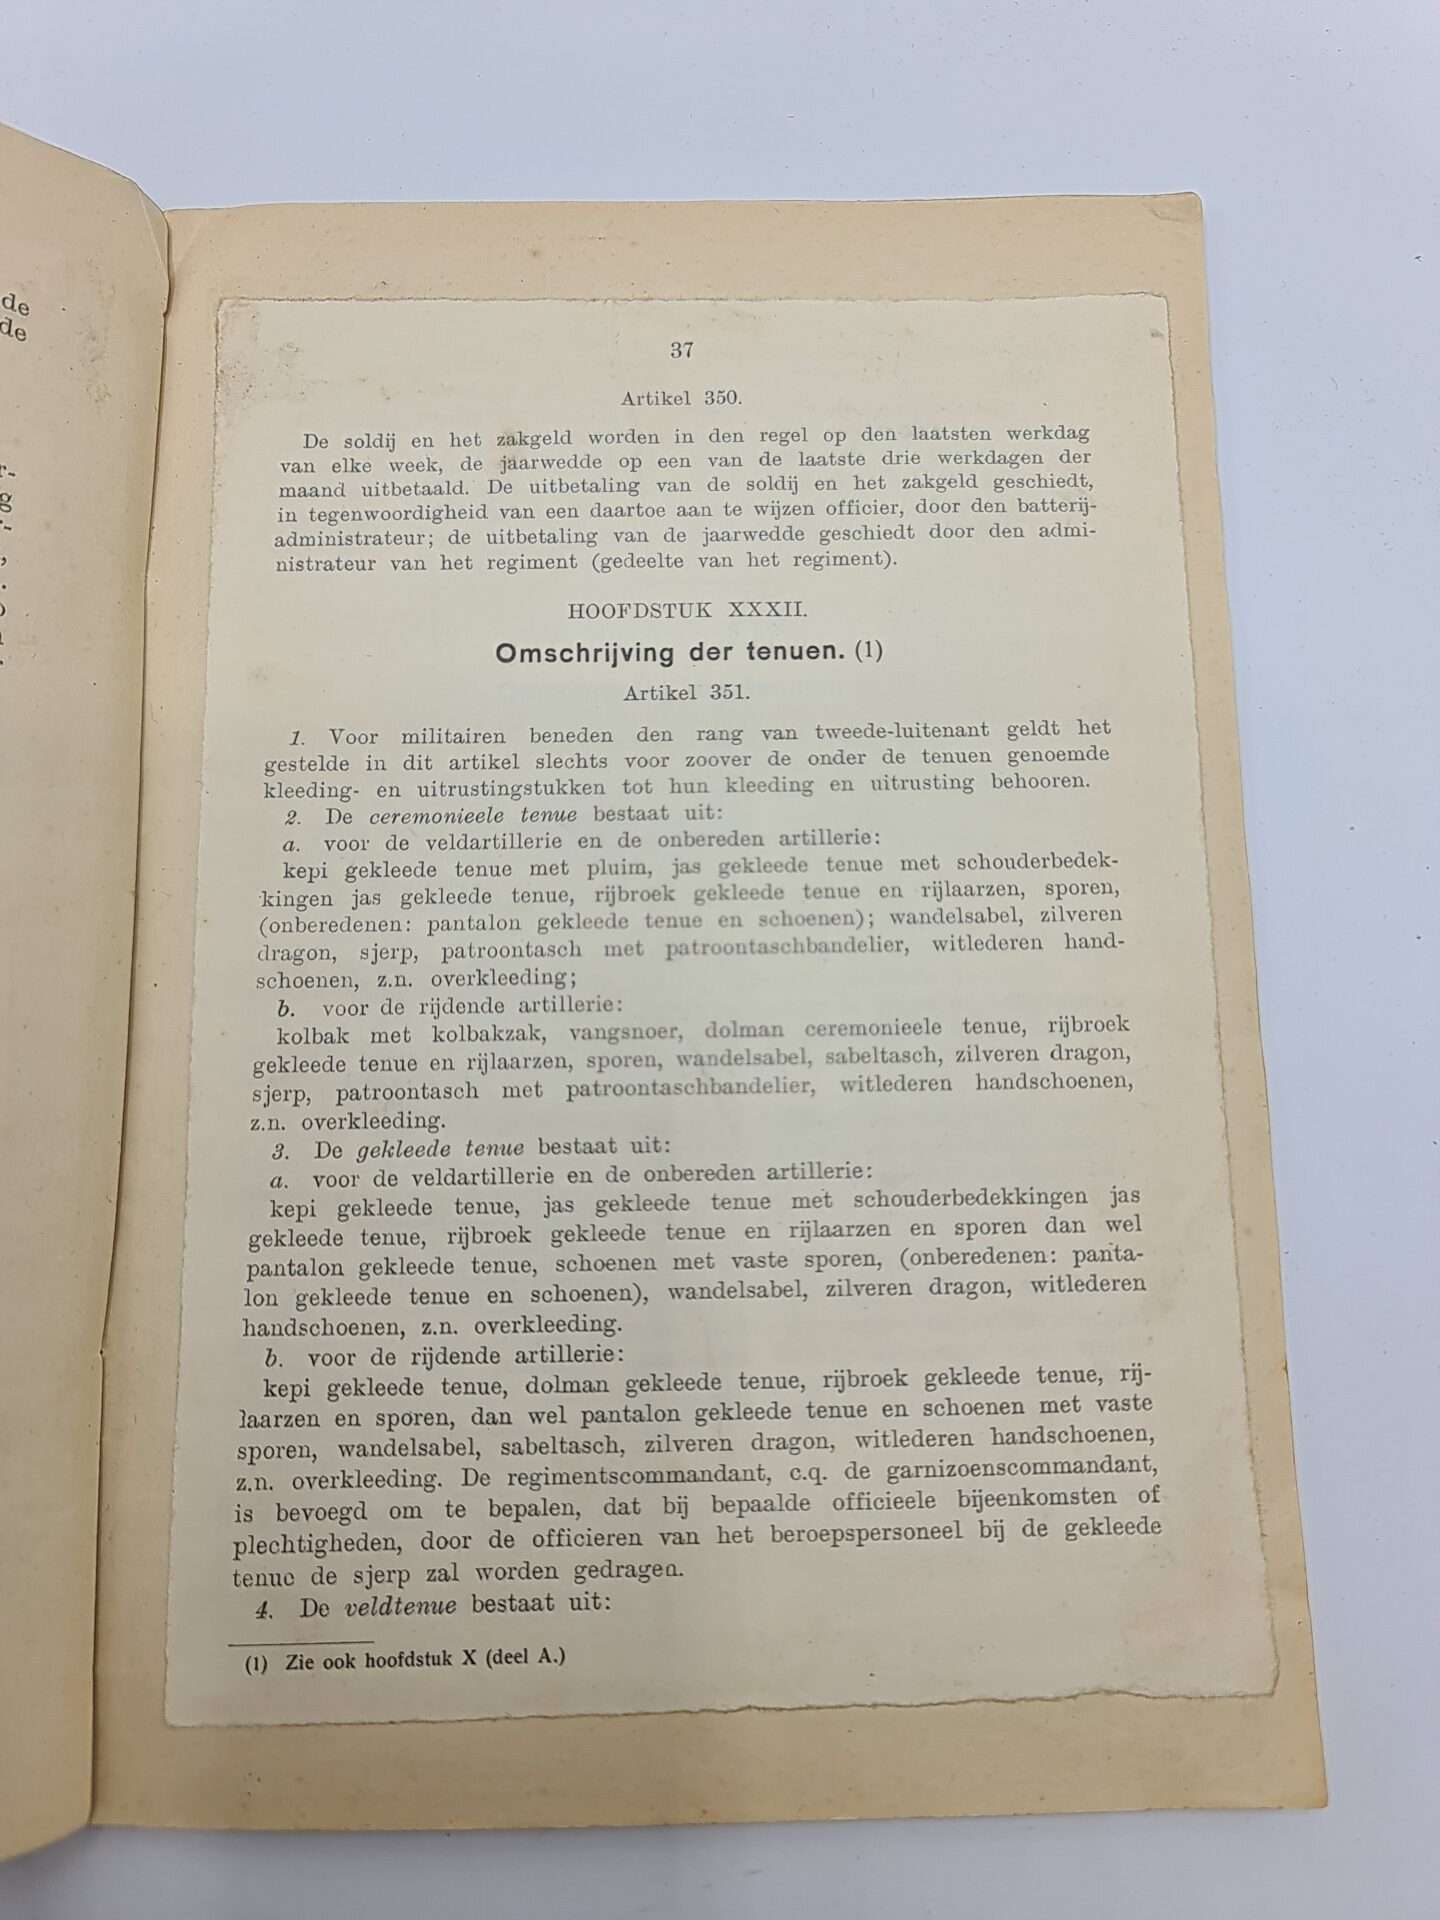 de
de
r-
g
r-
,
.
37
Artikel 350.
De soldij en het zakgeld worden in den regel op den laatsten werkdag
van elke week, de jaarwedde op een van de laatste drie werkdagen der
maand uitbetaald. De uitbetaling van de soldij en het zakgeld geschiedt,
in tegenwoordigheid van een daartoe aan te wijzen officier, door den batterij-
administrateur; de uitbetaling van de jaarwedde geschiedt door den admi-
nistrateur van het regiment (gedeelte van het regiment).
HOOFDSTUK XXXII.
Omschrijving der tenuen. (1)
Artikel 351.
1. Voor militairen beneden den rang van tweede-luitenant geldt het
gestelde in dit artikel slechts voor zoover de onder de tenuen genoemde
kleeding- en uitrustingstukken tot hun kleeding en uitrusting behooren.
2. De ceremonieele tenue bestaat uit:
a. voor de veldartillerie en de onbereden artillerie:
kepi gekleede tenue met pluim, jas gekleede tenue met schouderbedek-
kingen jas gekleede tenue, rijbroek gekleede tenue en rijlaarzen, sporen,
(onberedenen: pantalon gekleede tenue en schoenen); wandelsabel, zilveren
dragon, sjerp, patroontasch met patroontaschbandelier, witlederen hand-
schoenen, z.n. overkleeding;
b. voor de rijdende artillerie:
kolbak met kolbakzak, vangsnoer, dolman ceremonieele tenue, rijbroek
gekleede tenue en rijlaarzen, sporen, wandelsabel, sabeltasch, zilveren dragon,
sjerp, patroontasch met patroontaschbandelier, witlederen handschoenen,
z.n. overkleeding.
3. De gekleede tenue bestaat uit:
a. voor de veldartillerie en de onbereden artillerie:
kepi gekleede tenue, jas gekleede tenue met schouderbedekkingen jas
gekleede tenue, rijbroek gekleede tenue en rijlaarzen en sporen dan wel
pantalon gekleede tenue, schoenen met vaste sporen, (onberedenen: panta-
lon gekleede tenue en schoenen), wandelsabel, zilveren dragon, witlederen
handschoenen, z.n. overkleeding.
b. voor de rijdende artillerie:
kepi gekleede tenue, dolman gekleede tenue, rijbroek gekleede tenue, rij-
laarzen en sporen, dan wel pantalon gekleede tenue en schoenen met vaste
sporen, wandelsabel, sabeltasch, zilveren dragon, witlederen handschoenen,
z.n. overkleeding. De regimentscommandant, c.q. de garnizoenscommandant,
is bevoegd om te bepalen, dat bij bepaalde officieele bijeenkomsten of
plechtigheden, door de officieren van het beroepspersoneel bij de gekleede
tenue de sjerp zal worden gedragen.
4. De veldtenue bestaat uit:
(1) Zie ook hoofdstuk X (deel A.)